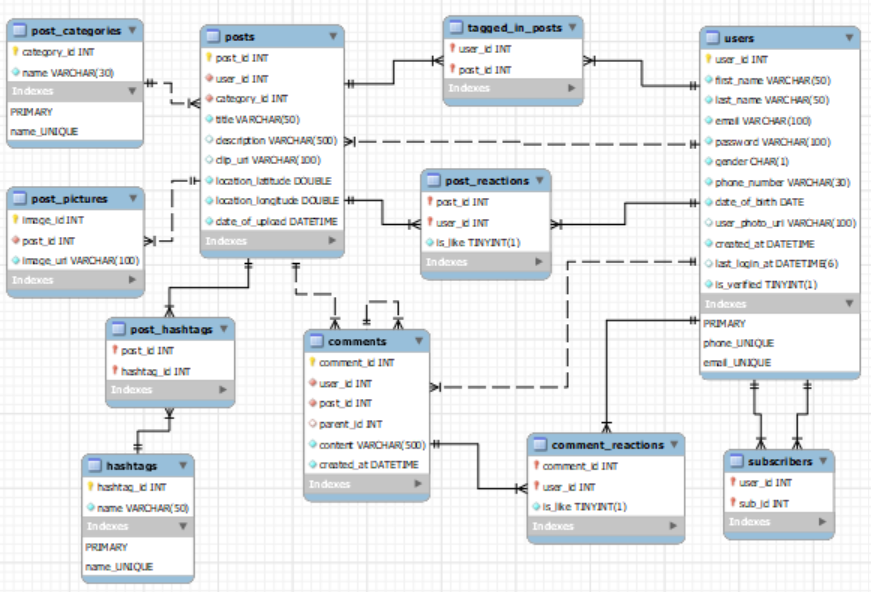 post_categories
category_id INT
name VARCHAR(30)
Indexes
PRIMARY
name_UNIQUE
posts
post_id INT
user_id INT
category_id INT
title VARCHAR(50)
description VARCHAR(500)
clip_url VARCHAR(100)
location_latitude DOUBLE
location_longitude DOUBLE
date_of_upload DATETIME
Indexes
tagged_in_posts
user_id INT
post_id INT
Indexes
users
user_id INT
first_name VARCHAR(50)
last_name VARCHAR(50)
email VARCHAR(100)
password VARCHAR(100)
gender CHAR(1)
phone_number VARCHAR(30)
date_of_birth DATE
user_photo_url VARCHAR(100)
created_at DATETIME
last_login_at DATETIME(6)
is_verified TINYINT(1)
Indexes
PRIMARY
phone_UNIQUE
email_UNIQUE
post_pictures
image_id INT
post_id INT
image_url VARCHAR(100)
Indexes
post_reactions
post_id INT
user_id INT
is_like TINYINT(1)
Indexes
post_hashtags
post_id INT
hashtag_id INT
Indexes
comments
comment_id INT
user_id INT
post_id INT
parent_id INT
content VARCHAR(500)
created_at DATETIME
Indexes
hashtags
hashtag_id INT
name VARCHAR(50)
Indexes
PRIMARY
name_UNIQUE
comment_reactions
comment_id INT
user_id INT
is_like TINYINT(1)
Indexes
subscribers
user_id INT
sub_id INT
Indexes